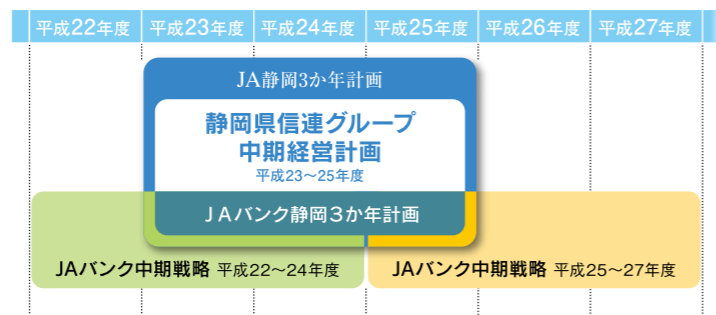 平成22年度 平成23年度 平成24年度 平成25年度 平成26年度 平成27年度
JA静岡3か年計画
静岡県信連グループ
中期経営計画
平成23～25年度
JAバンク静岡3か年計画
JAバンク中期戦略 平成22～24年度 JAバンク中期戦略 平成25～27年度